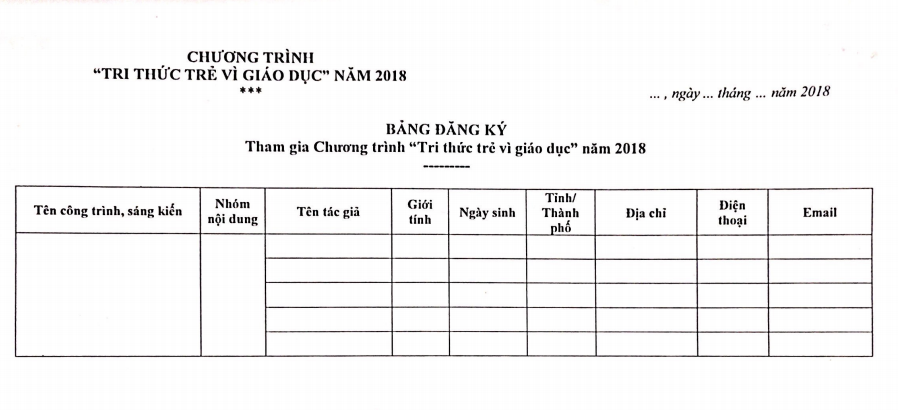 CHƯƠNG TRÌNH
“TRI THỨC TRẺ VÌ GIÁO DỤC” NĂM 2018
***
... , ngày ... tháng ... năm 2018
BẢNG ĐĂNG KÝ
Tham gia Chương trình “Tri thức trẻ vì giáo dục” năm 2018
---------
Tên công trình, sáng kiến
Nhóm
nội dung
Tên tác giả
Giới
tính
Ngày sinh
Tỉnh/
Thành
phố
Địa chỉ
Điện
thoại
Email